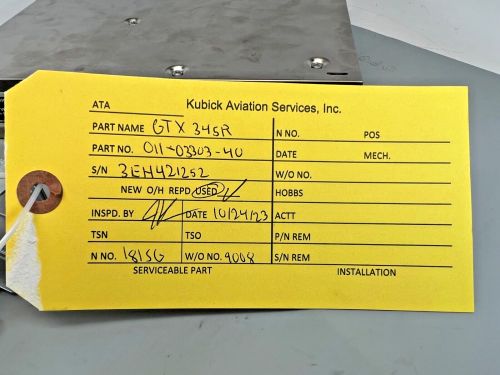 ATA Kubick Aviation Services, Inc.
PART NAME GTX 345R N NO. POS
PART NO. 011-03303-40 DATE MECH.
S/N 3EH421252 W/O NO.
NEW O/H REPD USED HOBBS
INSPD. BY DATE 10/24/23 ACTT
TSN TSO P/N REM
N NO. 181SG W/O NO. 9008 S/N REM
SERVICEABLE PART INSTALLATION